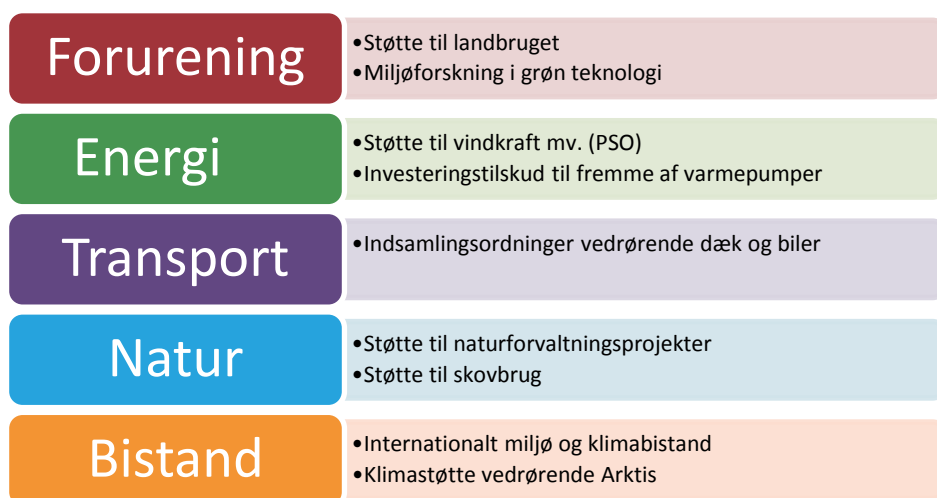 Forurening
•Støtte til landbruget
•Miljøforskning i grøn teknologi
Energi
•Støtte til vindkraft mv. (PSO)
•Investeringstilskud til fremme af varmepumper
Transport
•Indsamlingsordninger vedrørende dæk og biler
Natur
•Støtte til naturforvaltningsprojekter
•Støtte til skovbrug
Bistand
•Internationalt miljø og klimabistand
•Klimastøtte vedrørende Arktis